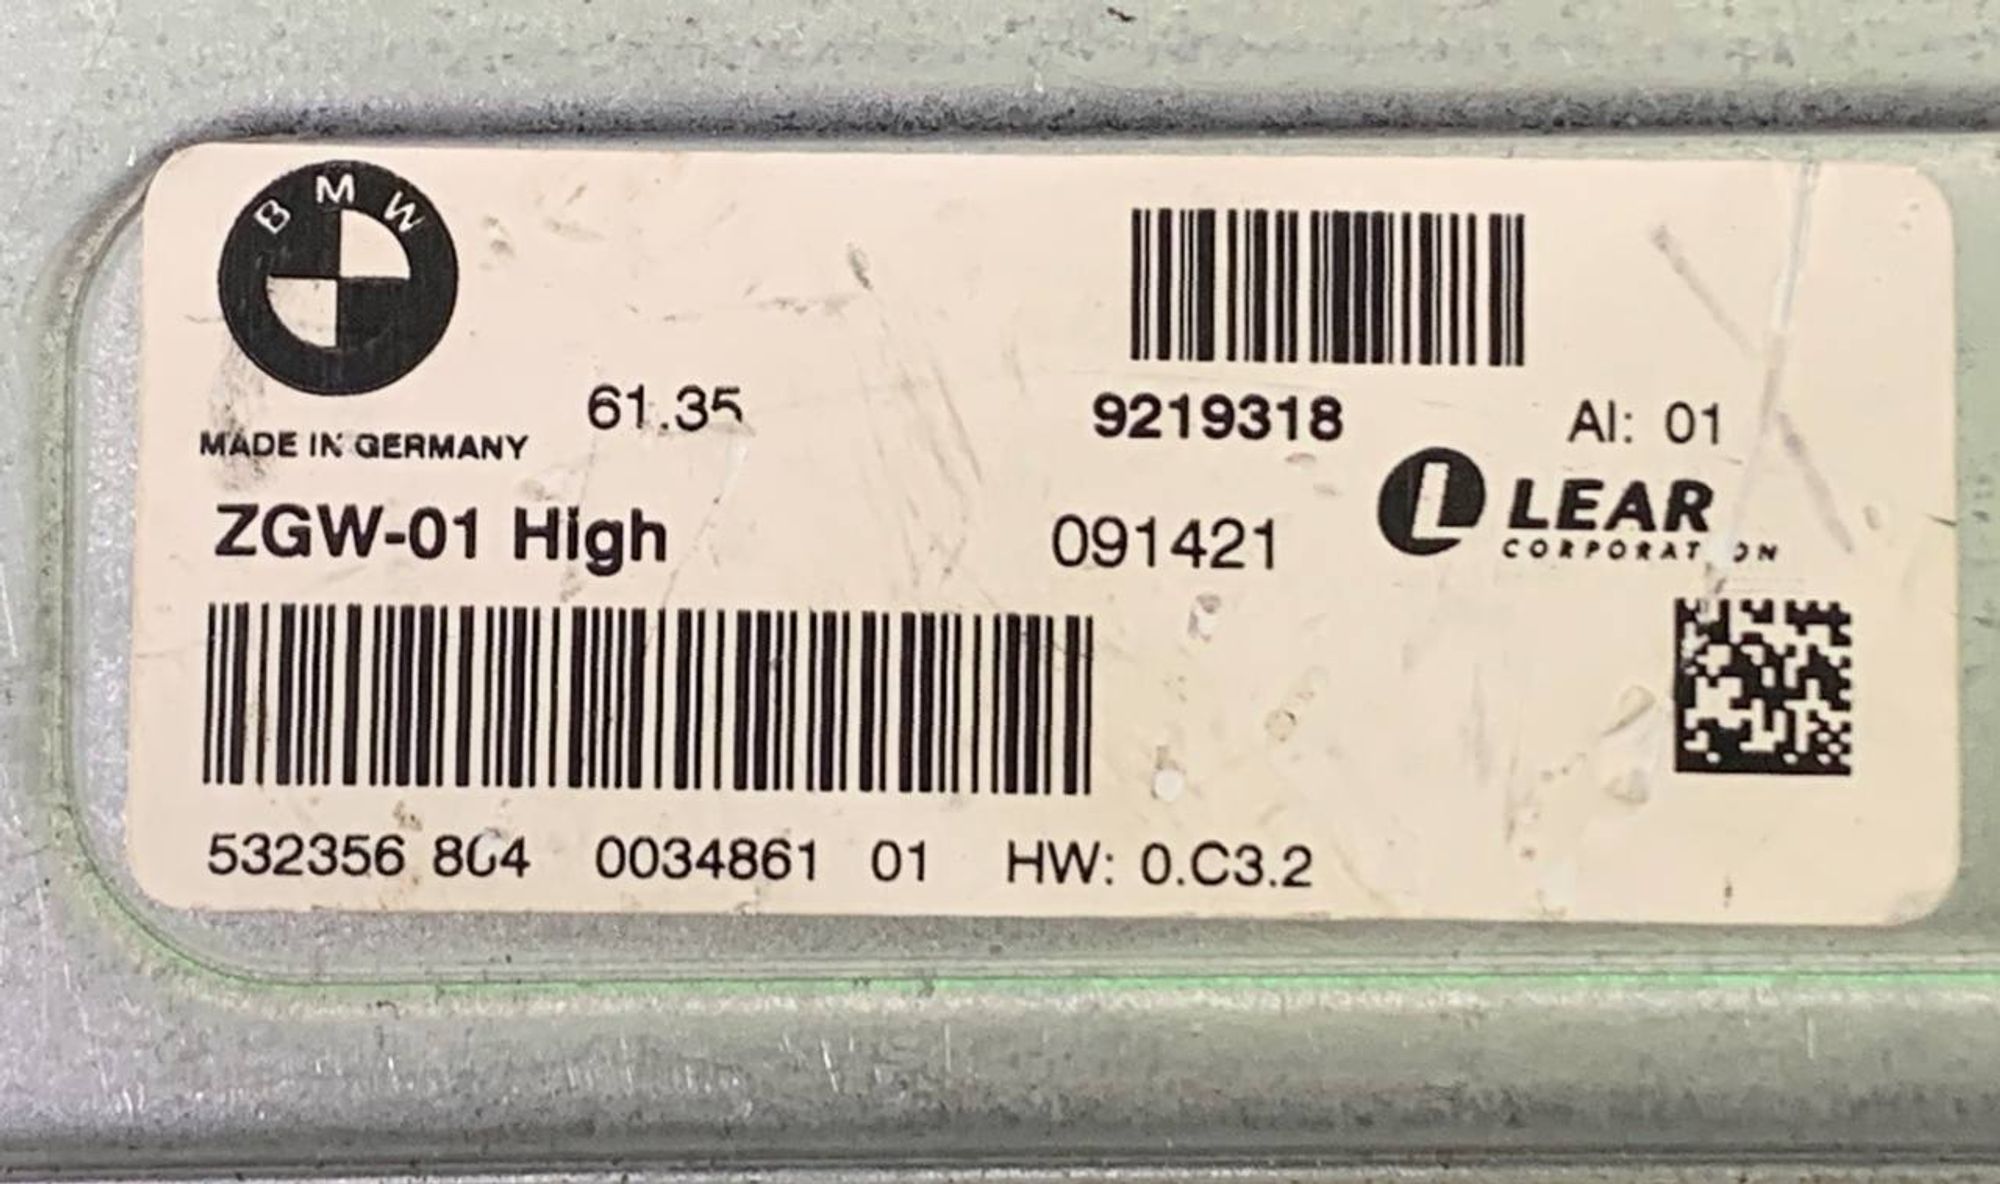 BMW
61.35
9219318
AI: 01
MADE IN GERMANY
ZGW-01 High
091421
LEAR
CORPORATION
532356 804 0034861 01 HW: 0.C3.2